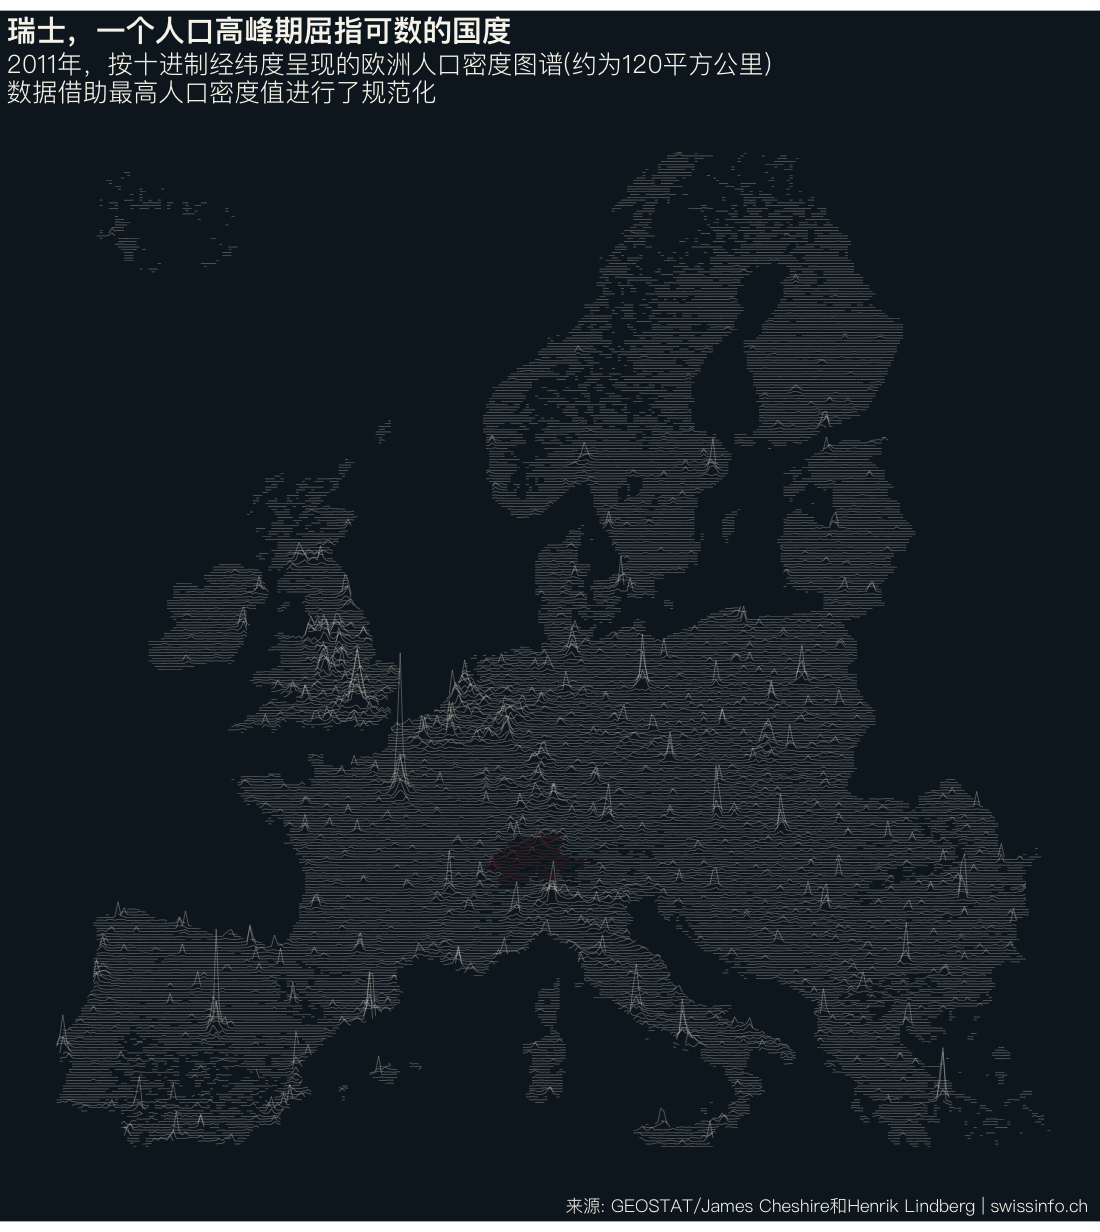 瑞士，一个人口高峰期屈指可数的国度
2011年，按十进制经纬度呈现的欧洲人口密度图谱(约为120平方公里)
数据借助最高人口密度值进行了规范化
来源: GEOSTAT/James Cheshire和Henrik Lindberg | swissinfo.ch